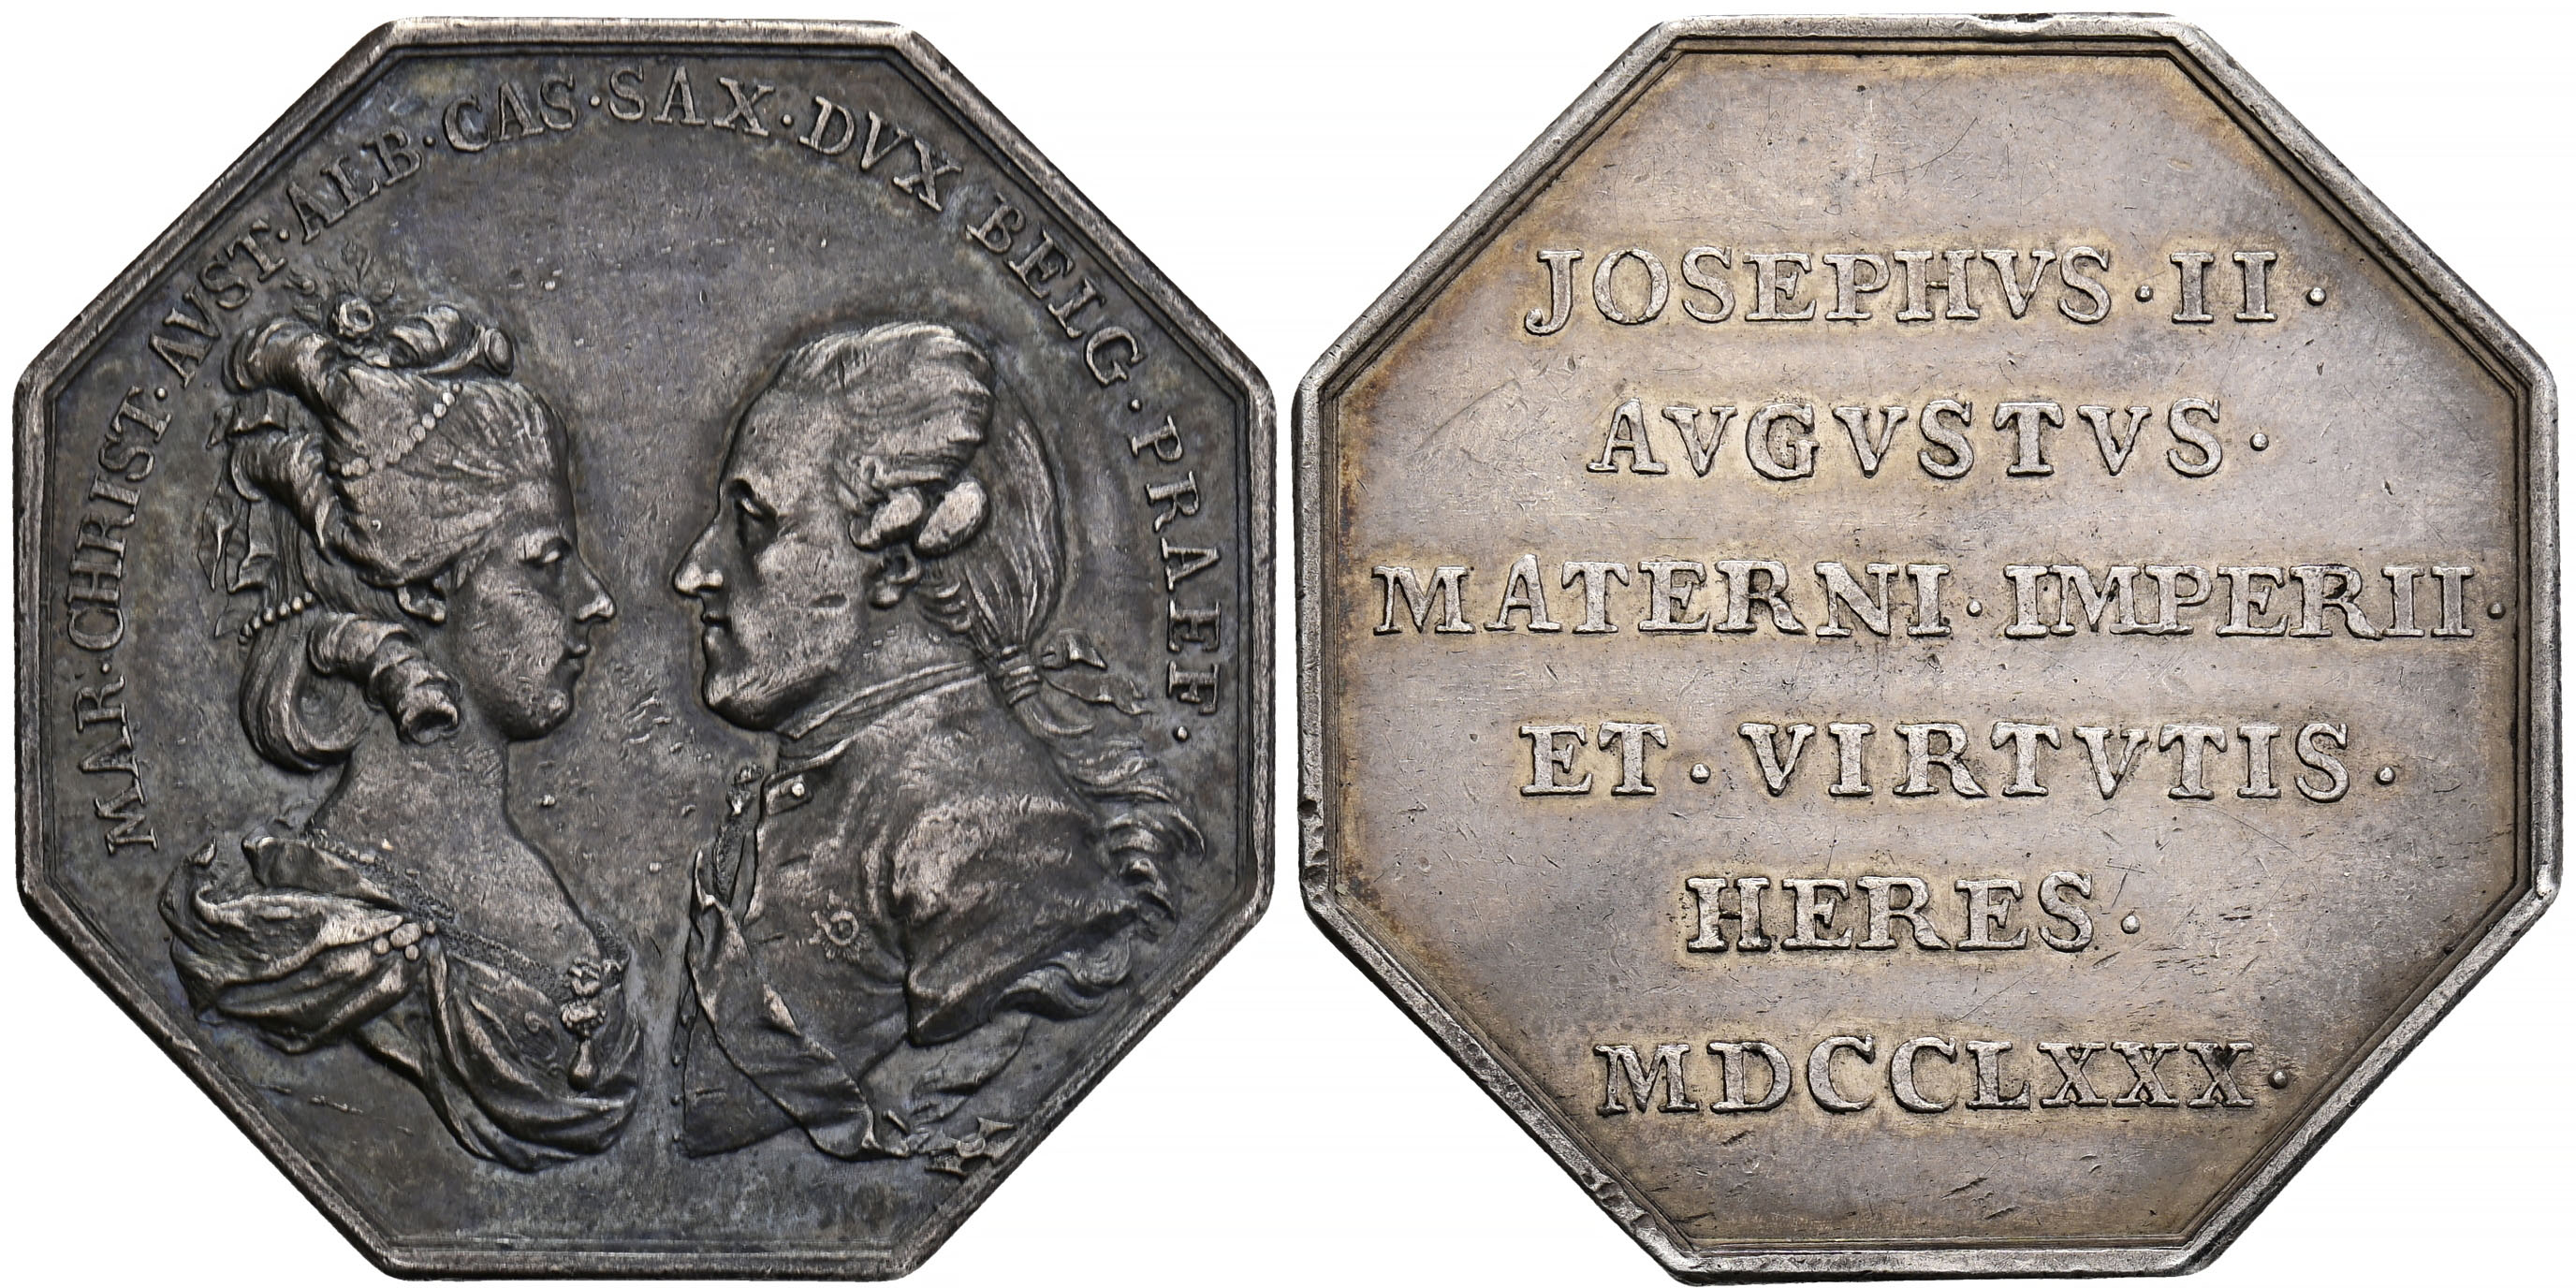 MAR·CHRIST·AVST·ALB·CAS·SAX·DVX BELG·PRAEF·
JOSEPHVS·II·
AVGVSTVS·
MATERNI·IMPERII·
ET·VIRTVTIS·
HERES·
MDCCLXXX·